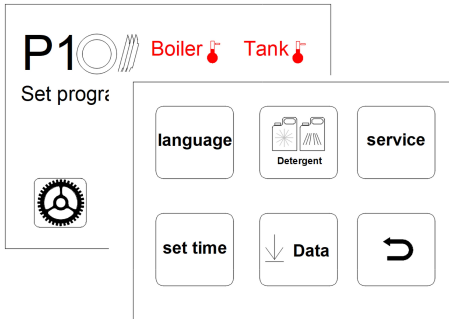 P1
Boiler Tank
Set progra
language
Detergent
service
set time
Data